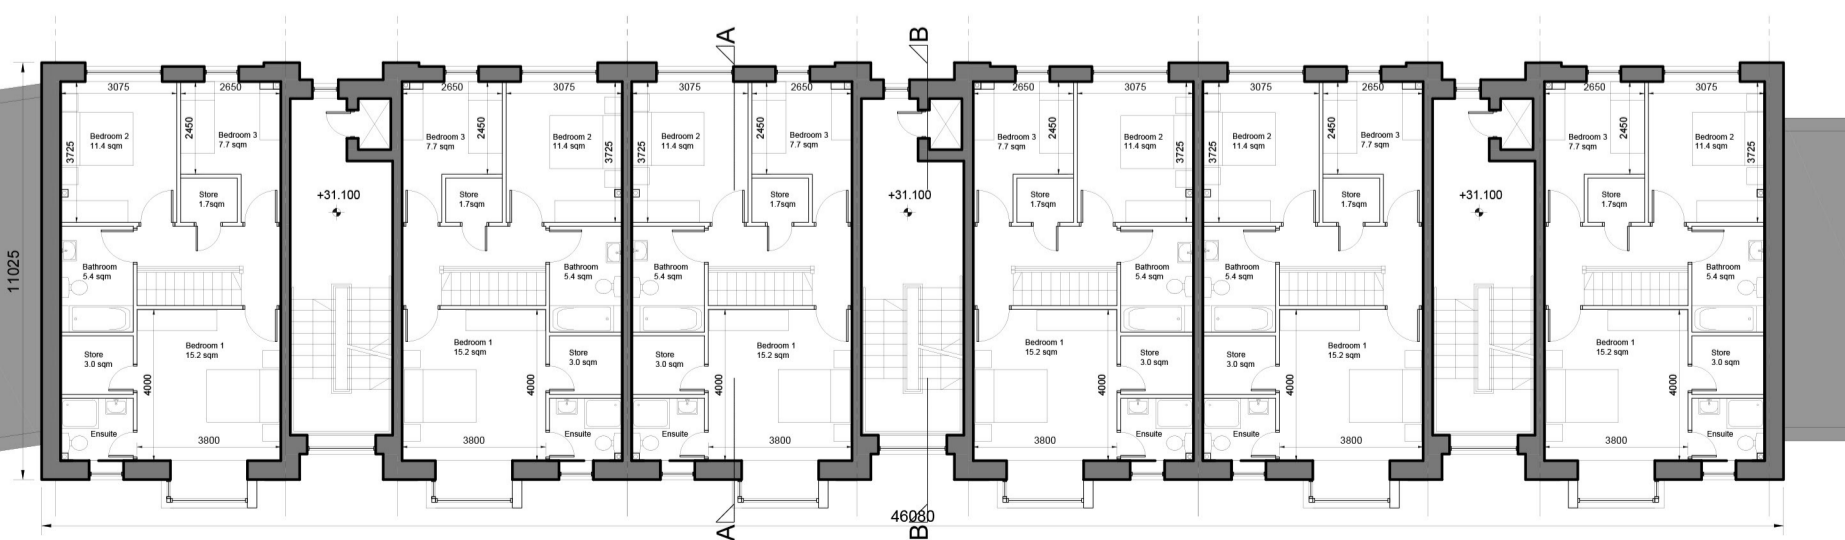 A
B
3075
2650
2650
3075
3075
2650
2650
3075
3075
2650
2650
3075
Bedroom 2
11.4 sqm
3725
2450
Bedroom 3
7.7 sqm
Bedroom 3
7.7 sqm
2450
Bedroom 2
11.4 sqm
3725
3725
Bedroom 2
11.4 sqm
2450
Bedroom 3
7.7 sqm
Bedroom 3
7.7 sqm
2450
Bedroom 2
11.4 sqm
3725
3725
Bedroom 2
11.4 sqm
2450
Bedroom 3
7.7 sqm
Bedroom 3
7.7 sqm
2450
Bedroom 2
11.4 sqm
3725
Store
1.7sqm
+31.100
Store
1.7sqm
Store
1.7sqm
+31.100
Store
1.7sqm
Store
1.7sqm
+31.100
Store
1.7sqm
11025
Bathroom
5.4 sqm
Bathroom
5.4 sqm
Bathroom
5.4 sqm
Bathroom
5.4 sqm
Bathroom
5.4 sqm
Bathroom
5.4 sqm
Store
3.0 sqm
Bedroom 1
15.2 sqm
4000
Bedroom 1
15.2 sqm
4000
Store
3.0 sqm
Store
3.0 sqm
Bedroom 1
15.2 sqm
4000
Bedroom 1
15.2 sqm
4000
Store
3.0 sqm
Store
3.0 sqm
Bedroom 1
15.2 sqm
4000
Bedroom 1
15.2 sqm
4000
Store
3.0 sqm
Ensuite
3800
3800
Ensuite
Ensuite
3800
3800
Ensuite
Ensuite
3800
3800
Ensuite
46080
A
B